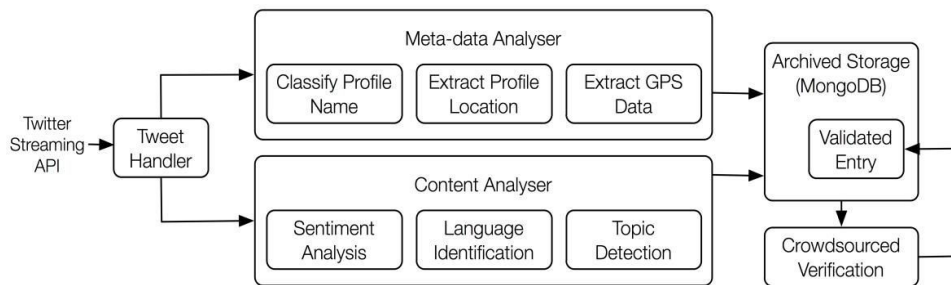 Twitter
Streaming
API
Tweet
Handler
Meta-data Analyser
Classify Profile
Name
Extract Profile
Location
Extract GPS
Data
Content Analyser
Sentiment
Analysis
Language
Identification
Topic
Detection
Archived Storage
(MongoDB)
Validated
Entry
Crowdsourced
Verification